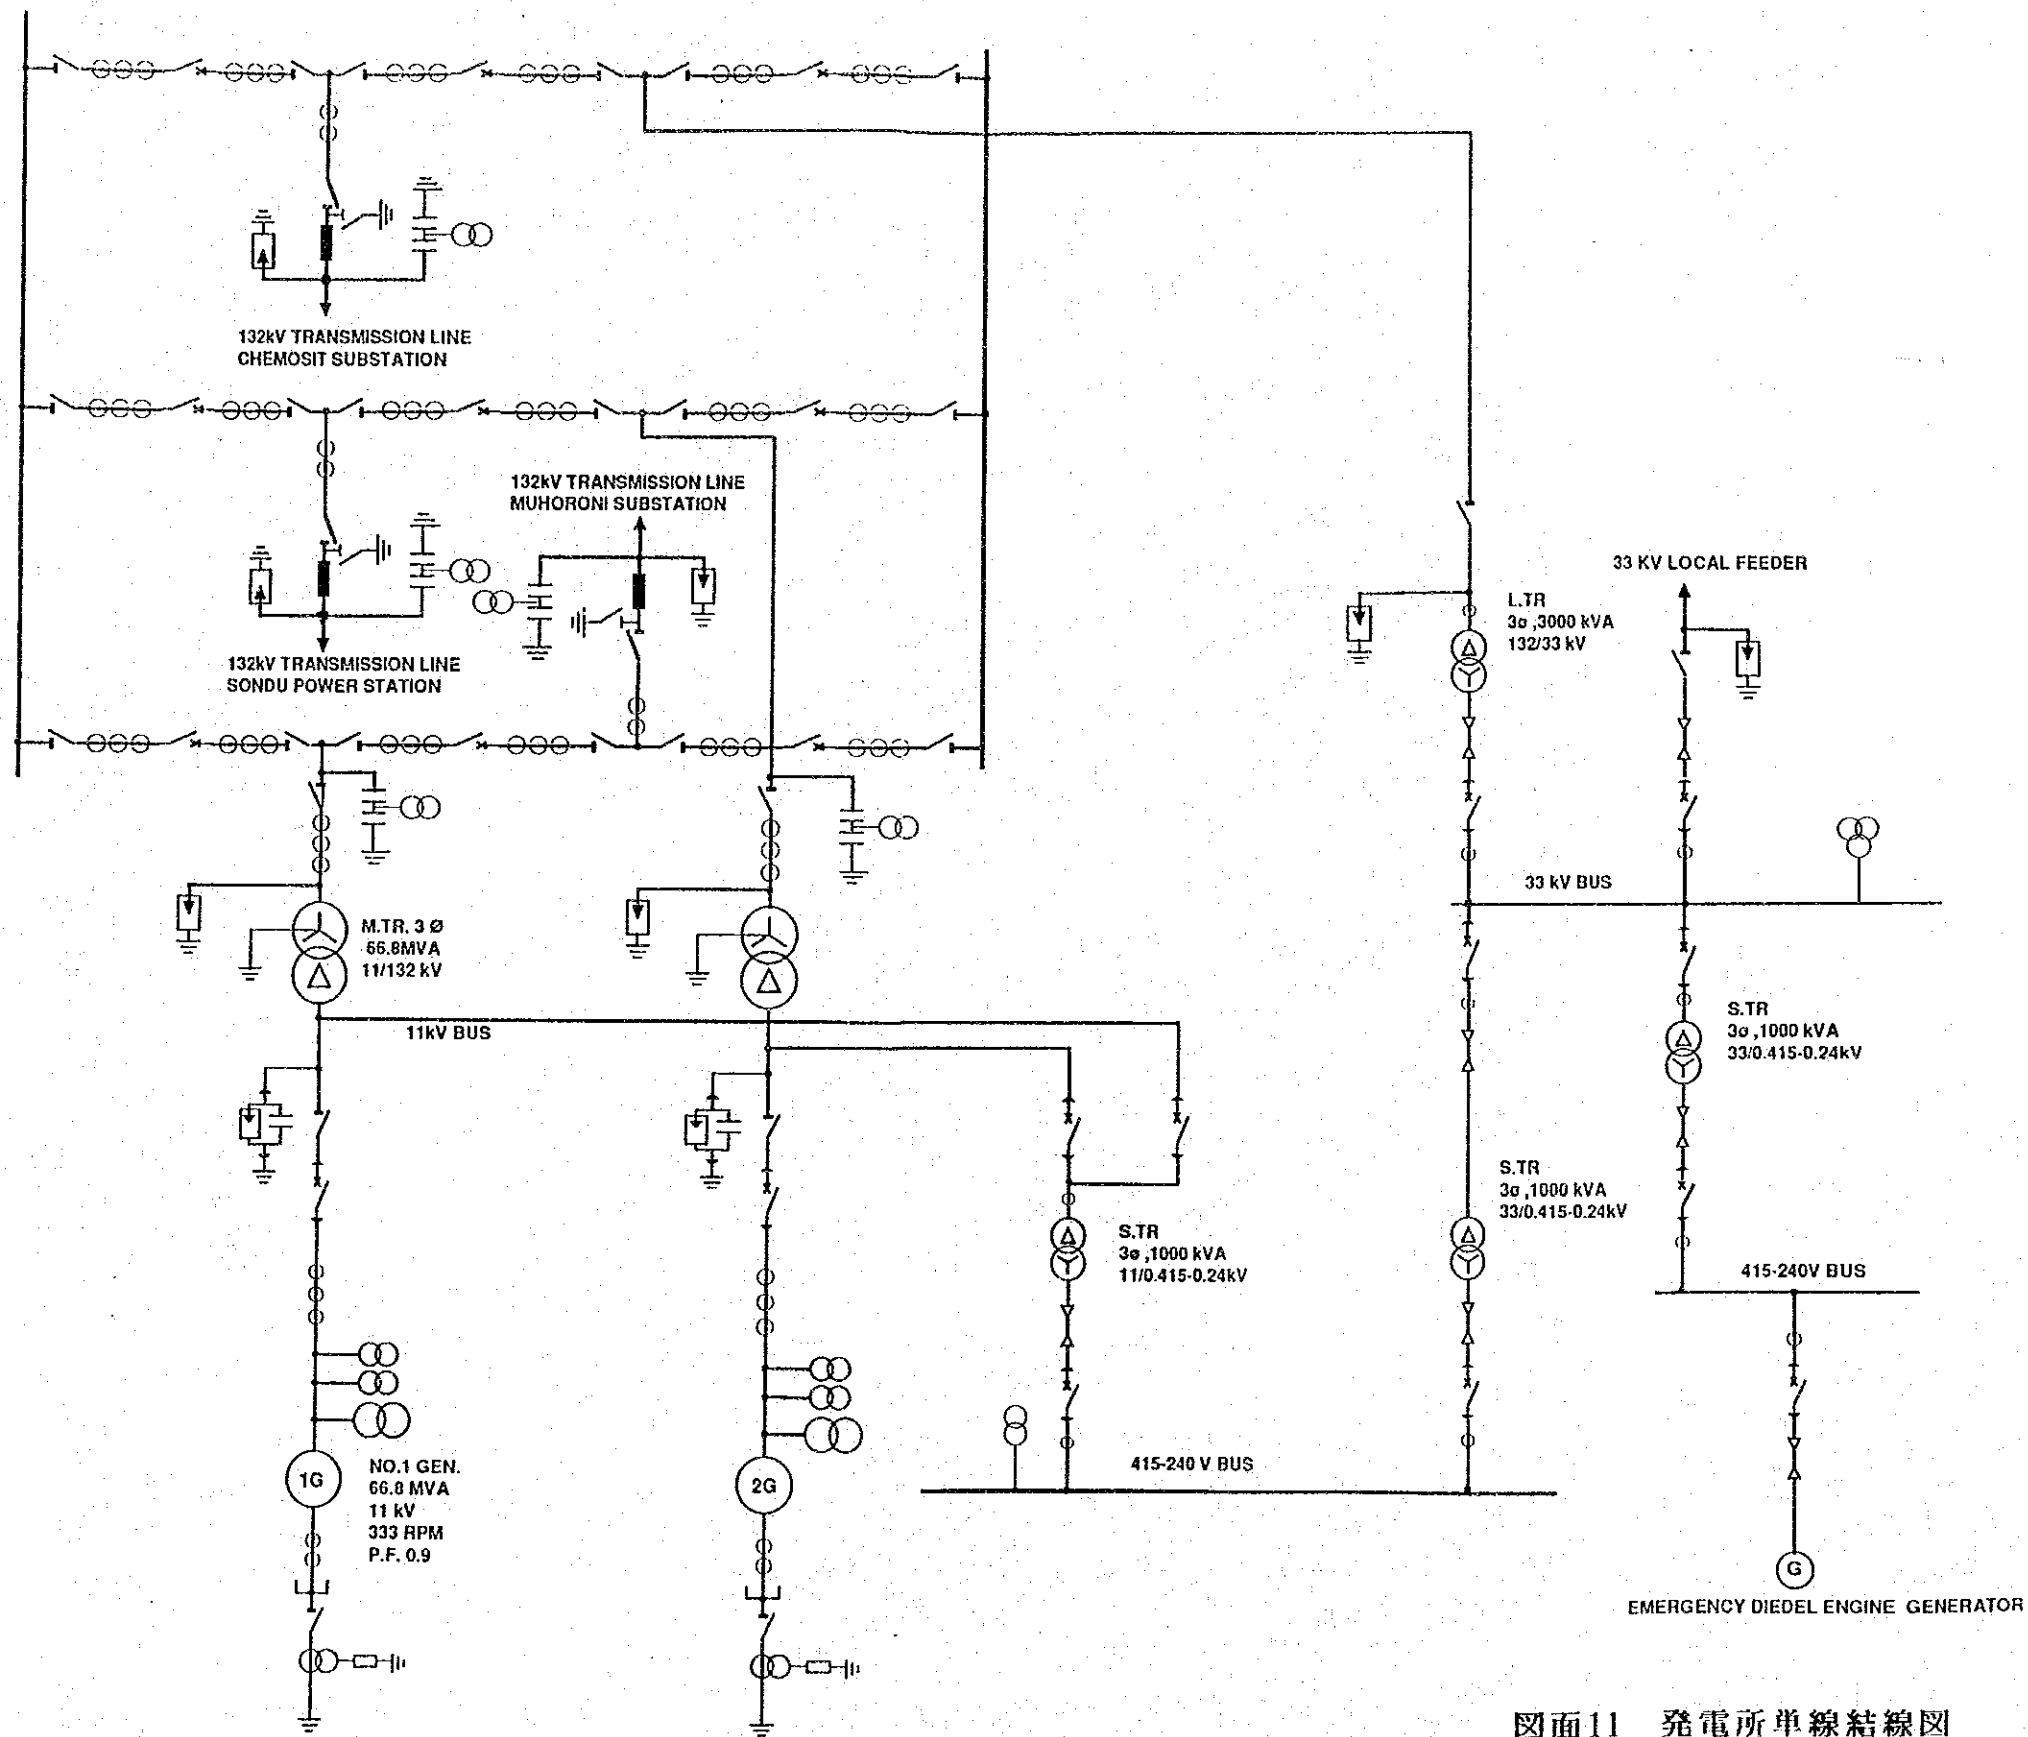 132kV TRANSMISSION LINE
CHEMOSIT SUBSTATION
132kV TRANSMISSION LINE
MUHORONI SUBSTATION
132kV TRANSMISSION LINE
SONDU POWER STATION
33 KV LOCAL FEEDER
L.TR
3ø ,3000 kVA
132/33 kV
33 kV BUS
M.TR. 3 Ø
66.8MVA
11/132 kV
11kV BUS
S.TR
3ø ,1000 kVA
33/0.415-0.24kV
S.TR
3ø ,1000 kVA
33/0.415-0.24kV
S.TR
3ø ,1000 kVA
11/0.415-0.24kV
415-240V BUS
415-240 V BUS
1G
NO.1 GEN.
66.8 MVA
11 kV
333 RPM
P.F. 0.9
2G
G
EMERGENCY DIEDEL ENGINE GENERATOR
図面11 発電所単線結線図